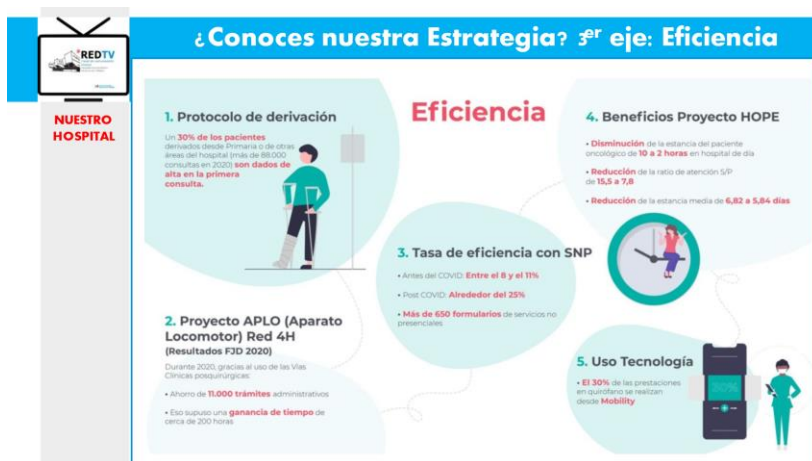 ¿Conoces nuestra Estrategia? 3er eje: Eficiencia
REDTV
NUESTRO
HOSPITAL
Eficiencia
1. Protocolo de derivación
Un 30% de los pacientes
derivados desde Primaria o de otras
áreas del hospital (más de 88.000
consultas en 2020) son dados de
alta en la primera
consulta.
2. Proyecto APLO (Aparato
Locomotor) Red 4H
(Resultados FJD 2020)
Durante 2020, gracias al uso de las Vías
Clínicas posquirúrgicas:
• Ahorro de 11.000 trámites administrativos
• Eso supuso una ganancia de tiempo de
cerca de 200 horas
3. Tasa de eficiencia con SNP
• Antes del COVID: Entre el 8 y el 11%
• Post COVID: Alrededor del 25%
• Más de 650 formularios de servicios no
presenciales
4. Beneficios Proyecto HOPE
• Disminución de la estancia del paciente
oncológico de 10 a 2 horas en hospital de día
• Reducción de la ratio de atención S/P
de 15,5 a 7,8
• Reducción de la estancia media de 6,82 a 5,84 días
5. Uso Tecnología
• El 30% de las prestaciones
en quirófano se realizan
desde Mobility
30%